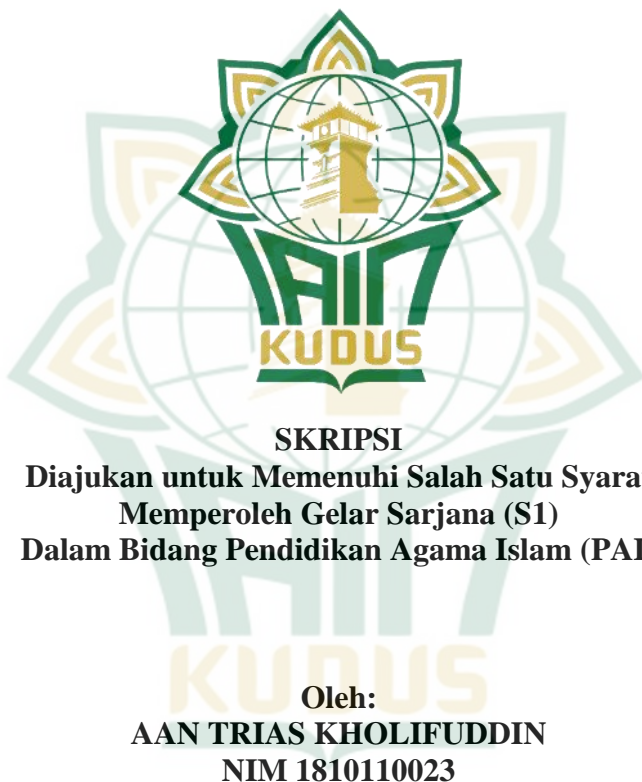 IAIN
KUDUS
SKRIPSI
Diajukan untuk Memenuhi Salah Satu Syara
Memperoleh Gelar Sarjana (S1)
Dalam Bidang Pendidikan Agama Islam (PAI
Oleh:
AAN TRIAS KHOLIFUDDIN
NIM 1810110023